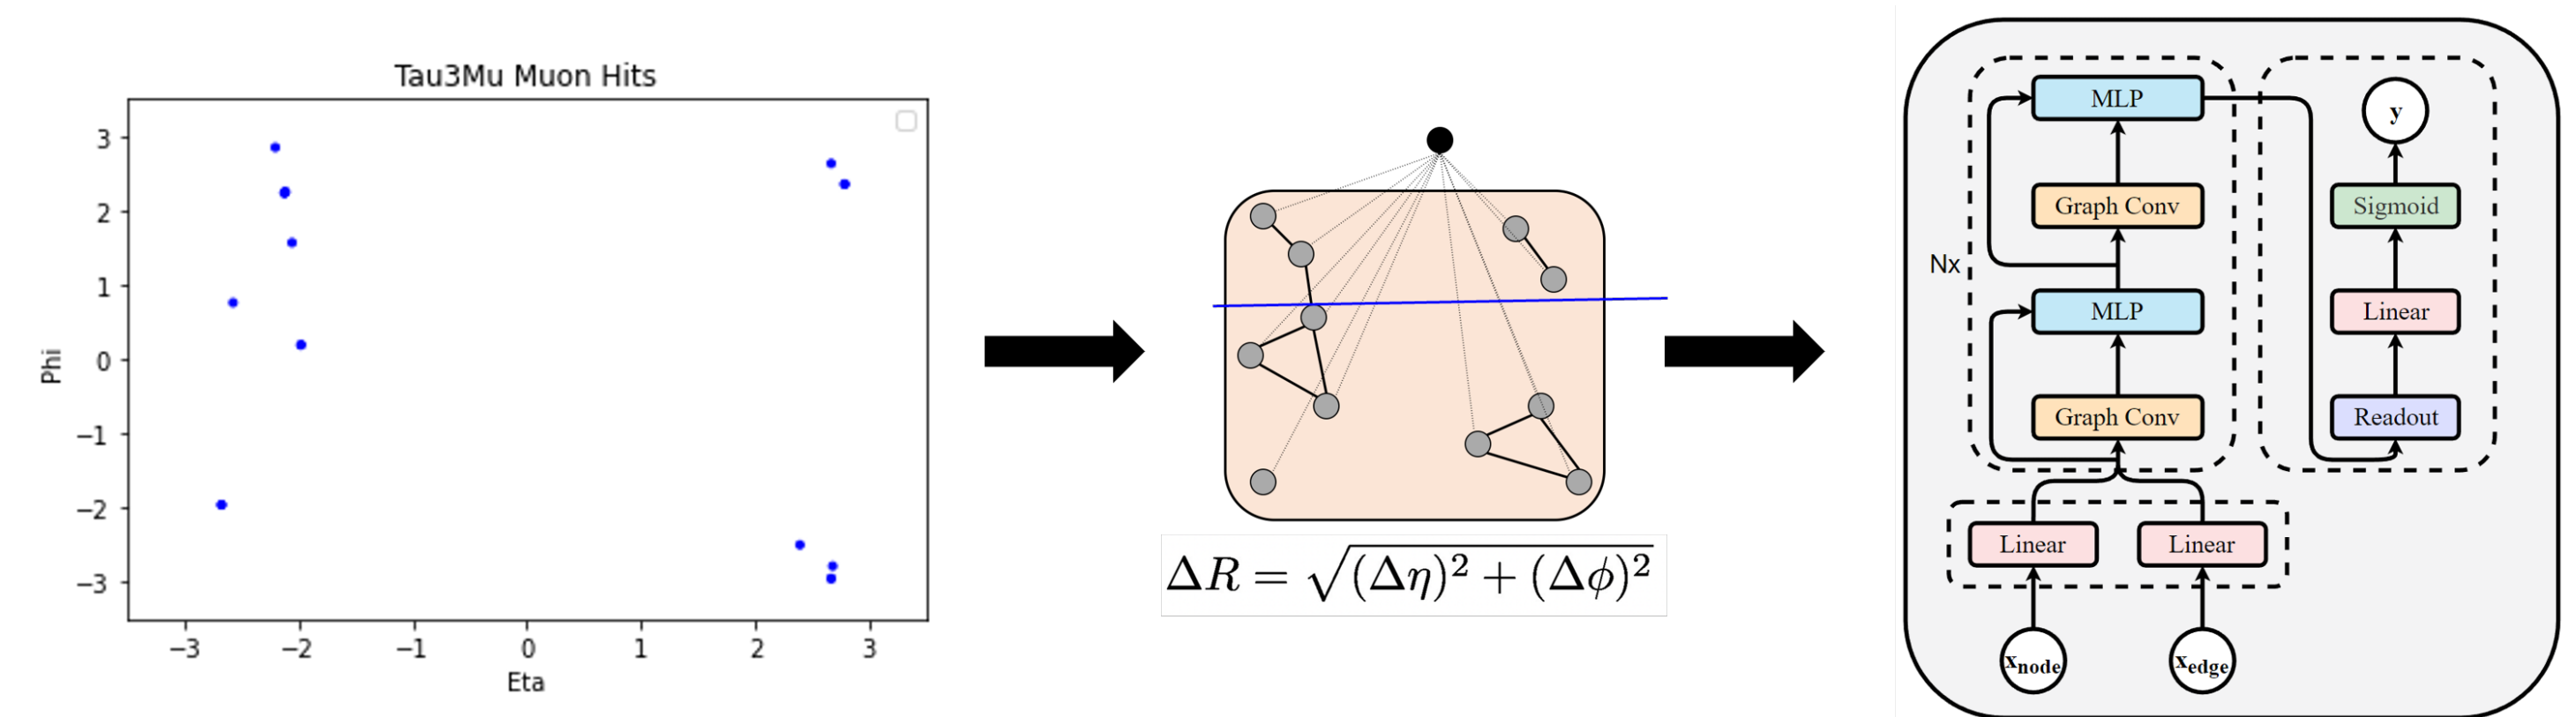 Tau3Mu Muon Hits
3
2
1
0
−1
−2
−3
Phi
−3 −2 −1 0 1 2 3
Eta
ΔR = √(Δη)² + (Δϕ)²
Nx
MLP
Graph Conv
MLP
Graph Conv
Linear Linear
x_node x_edge
y
Sigmoid
Linear
Readout